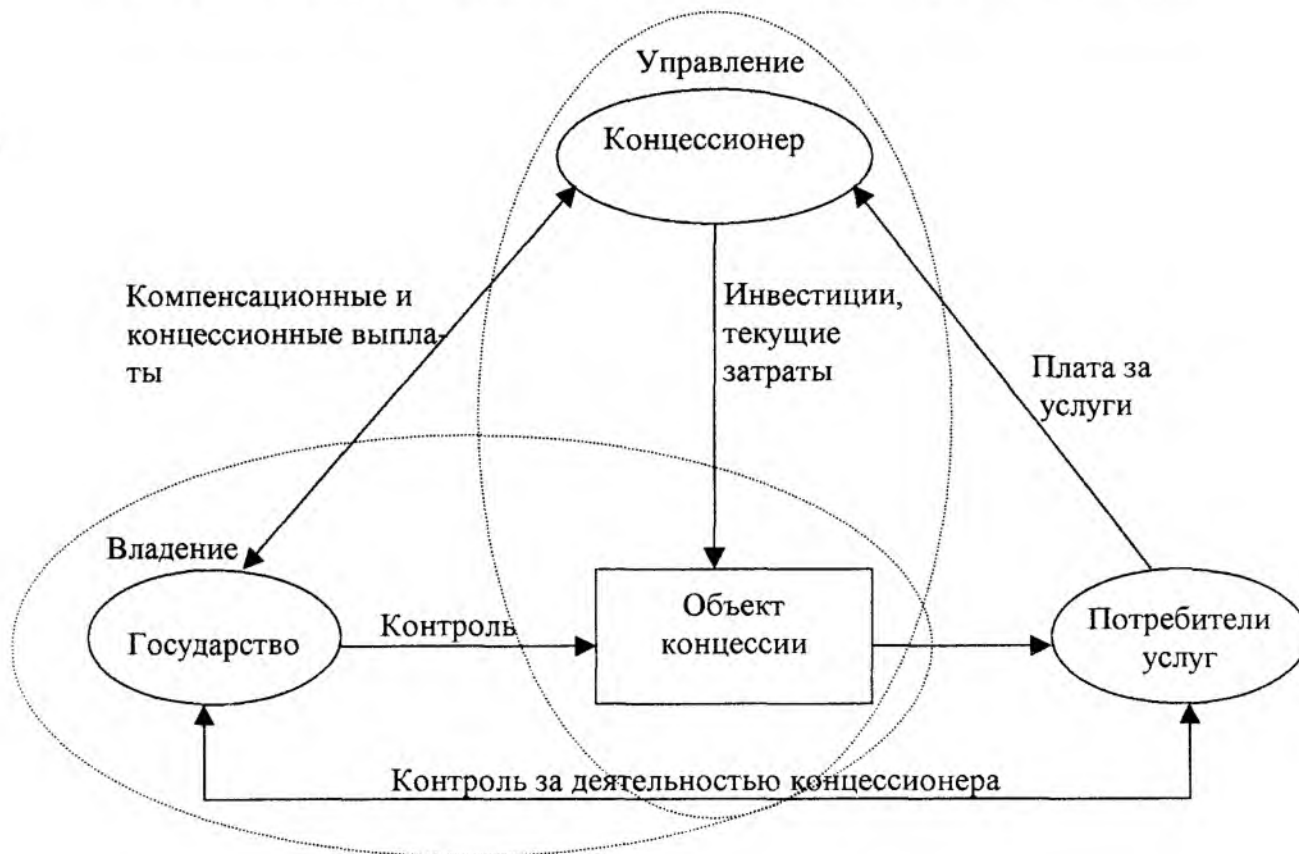 Управление
Концессионер
Компенсационные и
концессионные выпла-
ты
Инвестиции,
текущие
затраты
Плата за
услуги
Владение
Государство
Контроль
Объект
концессии
Потребители
услуг
Контроль за деятельностью концессионера